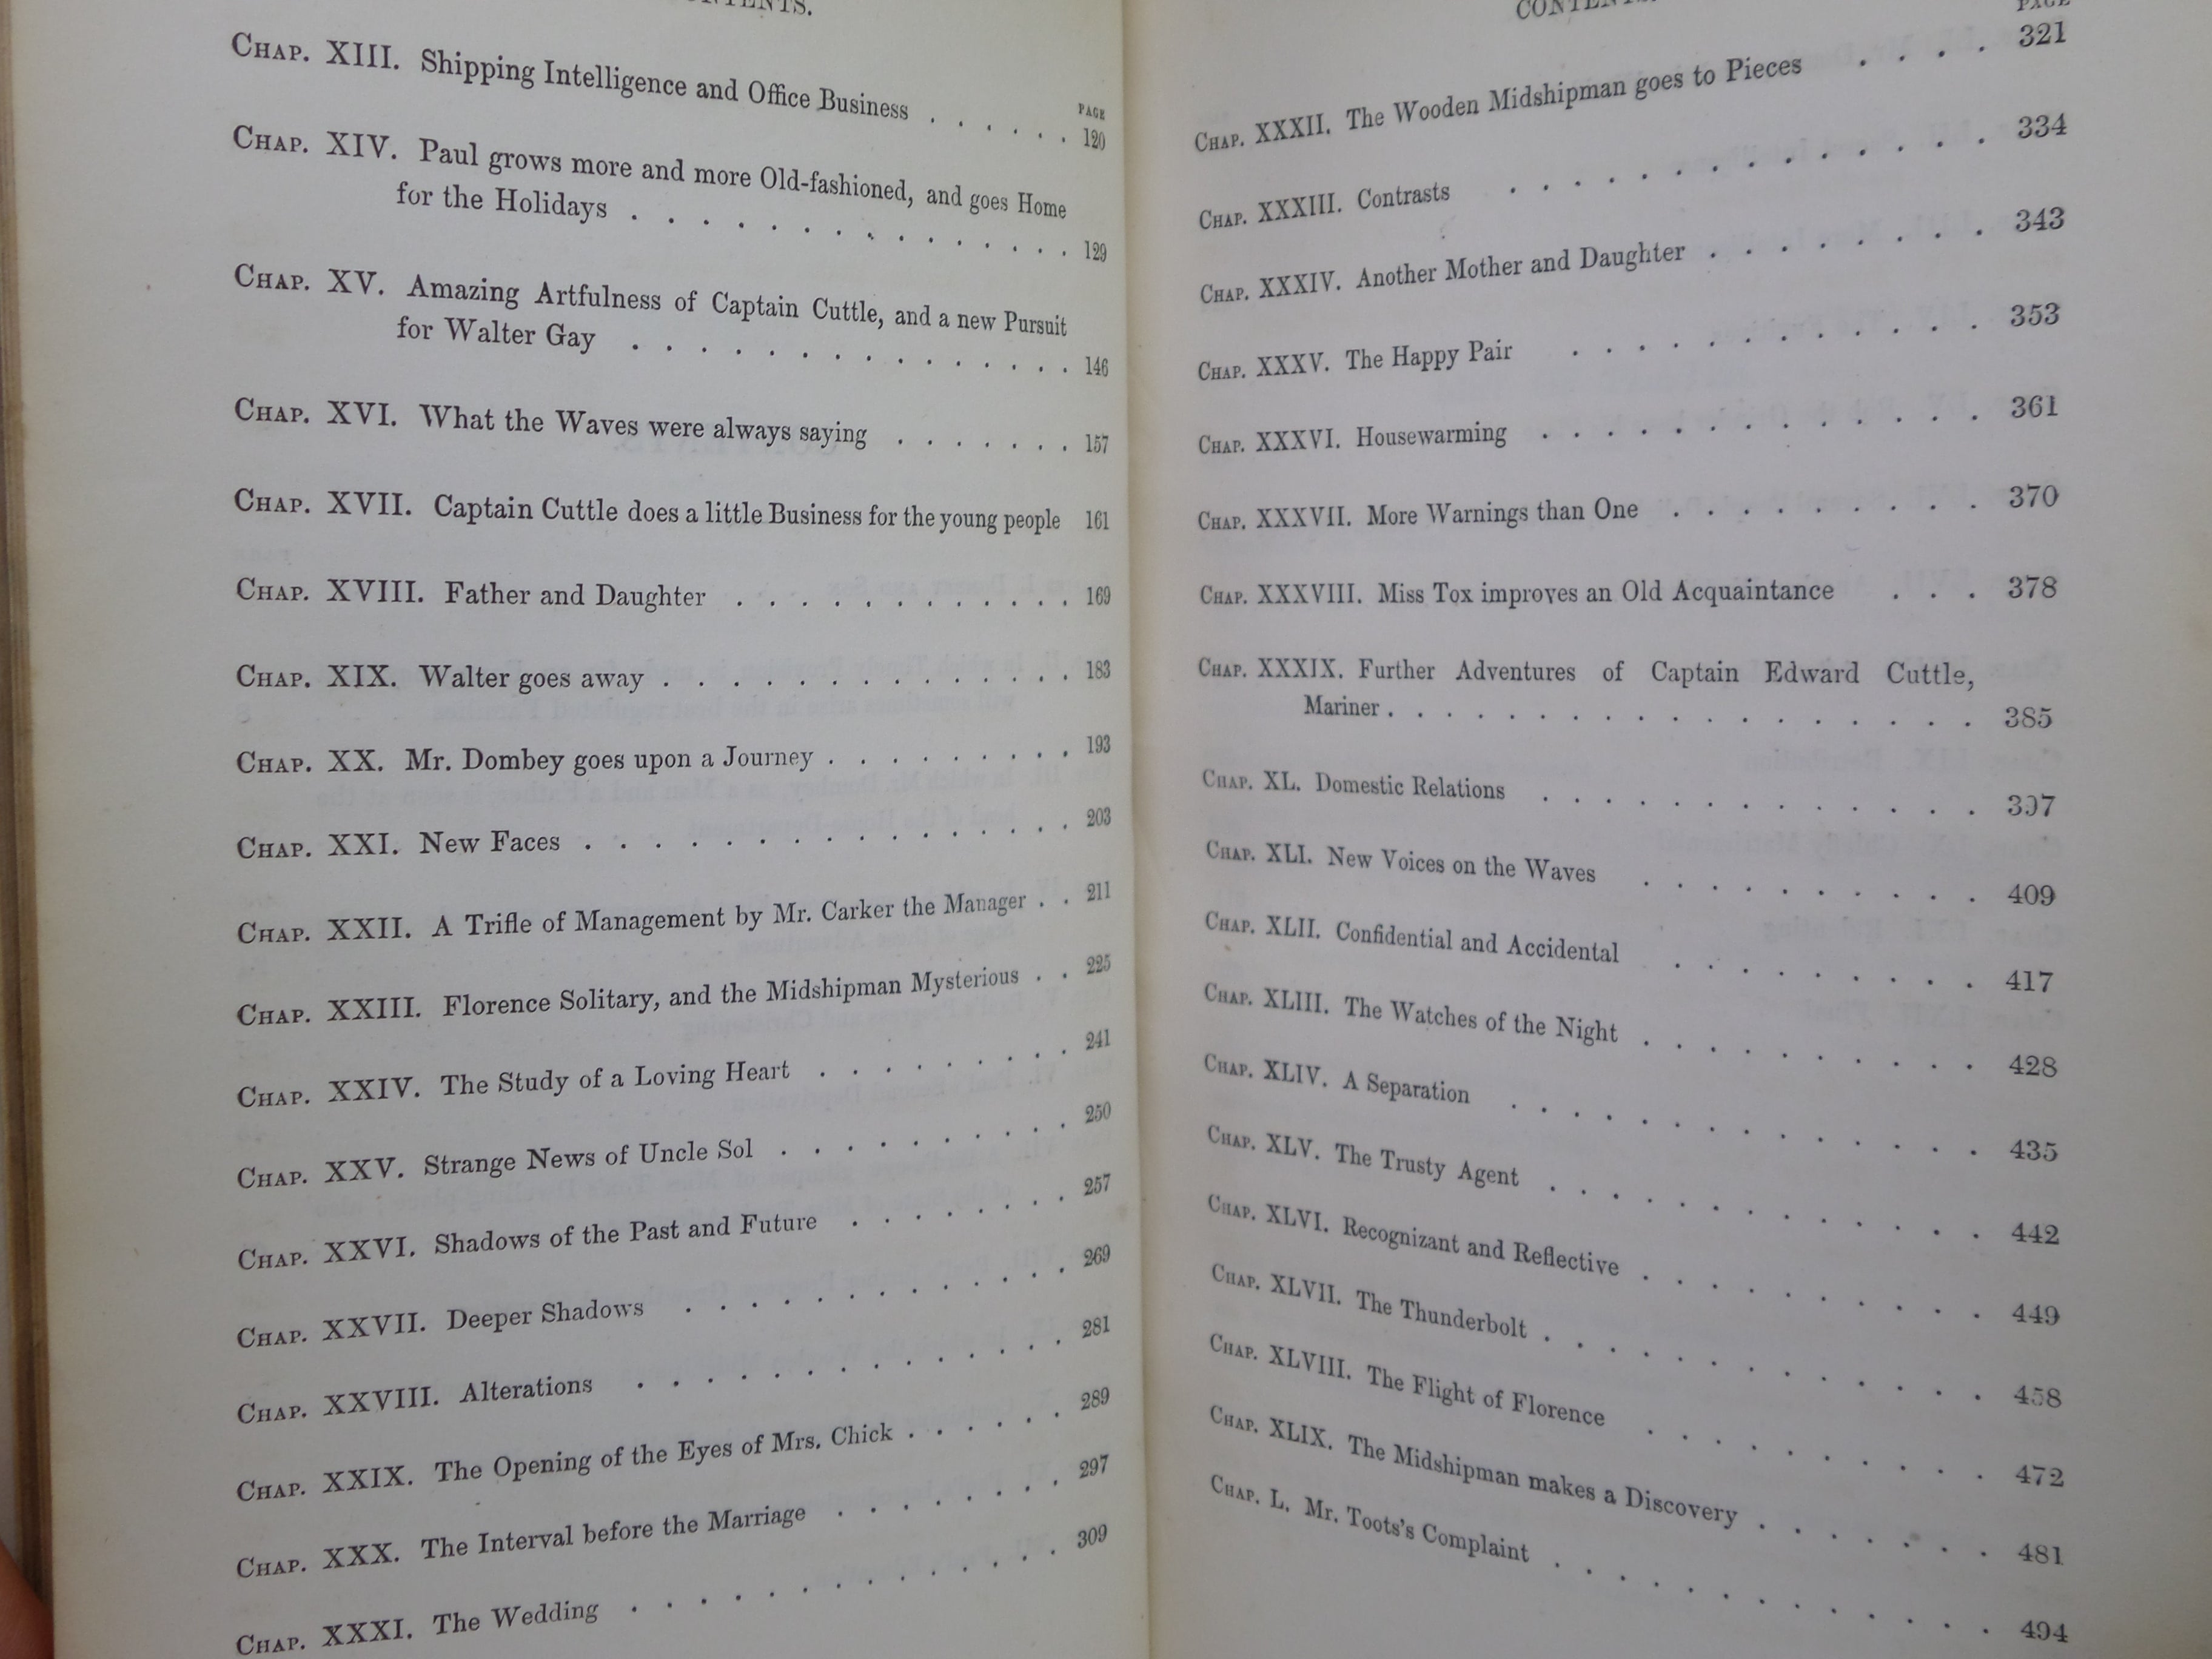 CONTENTS.
PAGE
CHAP. XIII. Shipping Intelligence and Office Business . . . . . . 120
CHAP. XIV. Paul grows more and more Old-fashioned, and goes Home
for the Holidays . . . . . . . . . . . . . 129
CHAP. XV. Amazing Artfulness of Captain Cuttle, and a new Pursuit
for Walter Gay . . . . . . . . . . . . . 146
CHAP. XVI. What the Waves were always saying . . . . . . . 157
CHAP. XVII. Captain Cuttle does a little Business for the young people 161
CHAP. XVIII. Father and Daughter . . . . . . . . . . . 169
CHAP. XIX. Walter goes away . . . . . . . . . . . . . 183
CHAP. XX. Mr. Dombey goes upon a Journey . . . . . . . . . 193
CHAP. XXI. New Faces . . . . . . . . . . . . . . . 203
CHAP. XXII. A Trifle of Management by Mr. Carker the Manager . . 211
CHAP. XXIII. Florence Solitary, and the Midshipman Mysterious . . 225
CHAP. XXIV. The Study of a Loving Heart . . . . . . . . 241
CHAP. XXV. Strange News of Uncle Sol . . . . . . . . . . 250
CHAP. XXVI. Shadows of the Past and Future . . . . . . . . 257
CHAP. XXVII. Deeper Shadows . . . . . . . . . . . . 269
CHAP. XXVIII. Alterations . . . . . . . . . . . . . 281
CHAP. XXIX. The Opening of the Eyes of Mrs. Chick . . . . . . 289
CHAP. XXX. The Interval before the Marriage . . . . . . . . 297
CHAP. XXXI. The Wedding . . . . . . . . . . . . . 309
CONTENTS.
PAGE
CHAP. XXXII. The Wooden Midshipman goes to Pieces . . . . 321
CHAP. XXXIII. Contrasts . . . . . . . . . . . . . . . 334
CHAP. XXXIV. Another Mother and Daughter . . . . . . . . 343
CHAP. XXXV. The Happy Pair . . . . . . . . . . . . . 353
CHAP. XXXVI. Housewarming . . . . . . . . . . . . . . 361
CHAP. XXXVII. More Warnings than One . . . . . . . . . . 370
CHAP. XXXVIII. Miss Tox improves an Old Acquaintance . . . 378
CHAP. XXXIX. Further Adventures of Captain Edward Cuttle,
Mariner . . . . . . . . . . . . . . . . . . . 385
CHAP. XL. Domestic Relations . . . . . . . . . . . . . . 397
CHAP. XLI. New Voices on the Waves . . . . . . . . . . . 409
CHAP. XLII. Confidential and Accidental . . . . . . . . . . 417
CHAP. XLIII. The Watches of the Night . . . . . . . . . . . 428
CHAP. XLIV. A Separation . . . . . . . . . . . . . . . 435
CHAP. XLV. The Trusty Agent . . . . . . . . . . . . . . 442
CHAP. XLVI. Recognizant and Reflective . . . . . . . . . . . 449
CHAP. XLVII. The Thunderbolt . . . . . . . . . . . . . . 458
CHAP. XLVIII. The Flight of Florence . . . . . . . . . . . 472
CHAP. XLIX. The Midshipman makes a Discovery . . . . . . . 481
CHAP. L. Mr. Toots's Complaint . . . . . . . . . . . . . . 494